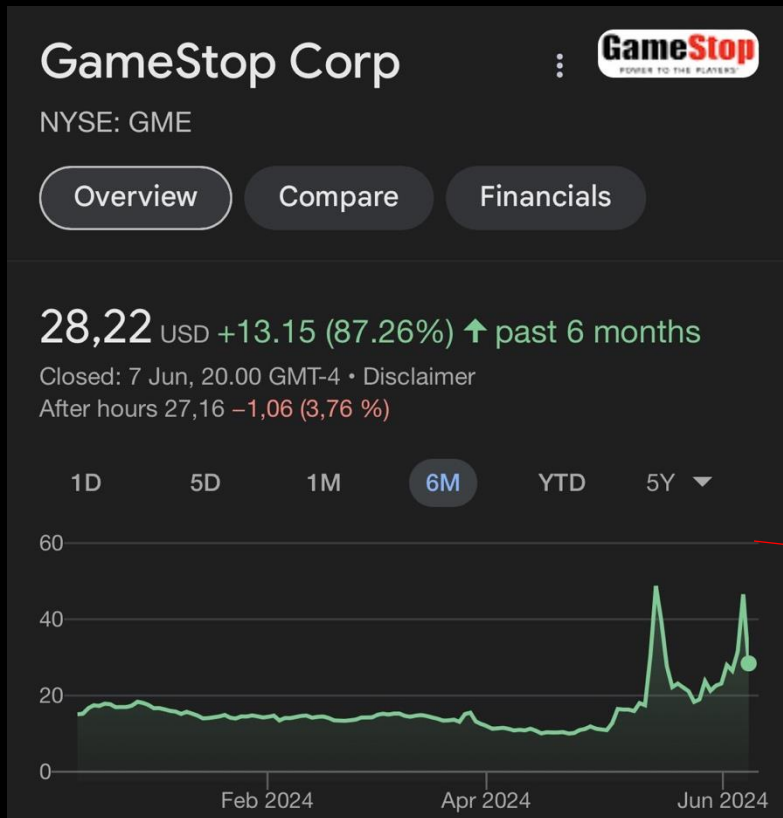 GameStop Corp
GameStop
POWER TO THE PLAYERS'
NYSE: GME
Overview
Compare
Financials
28,22 USD +13.15 (87.26%) ↑ past 6 months
Closed: 7 Jun, 20.00 GMT-4 • Disclaimer
After hours 27,16 −1,06 (3,76 %)
1D 5D 1M 6M YTD 5Y
60
40
20
0
Feb 2024 Apr 2024 Jun 2024